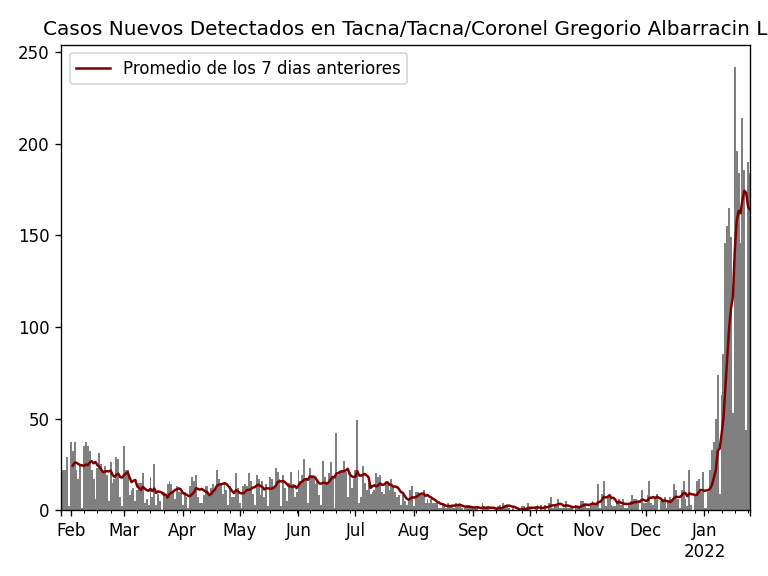 Casos Nuevos Detectados en Tacna/Tacna/Coronel Gregorio Albarracin L
Promedio de los 7 dias anteriores
250
200
150
100
50
0
Feb Mar Apr May Jun Jul Aug Sep Oct Nov Dec Jan
2022